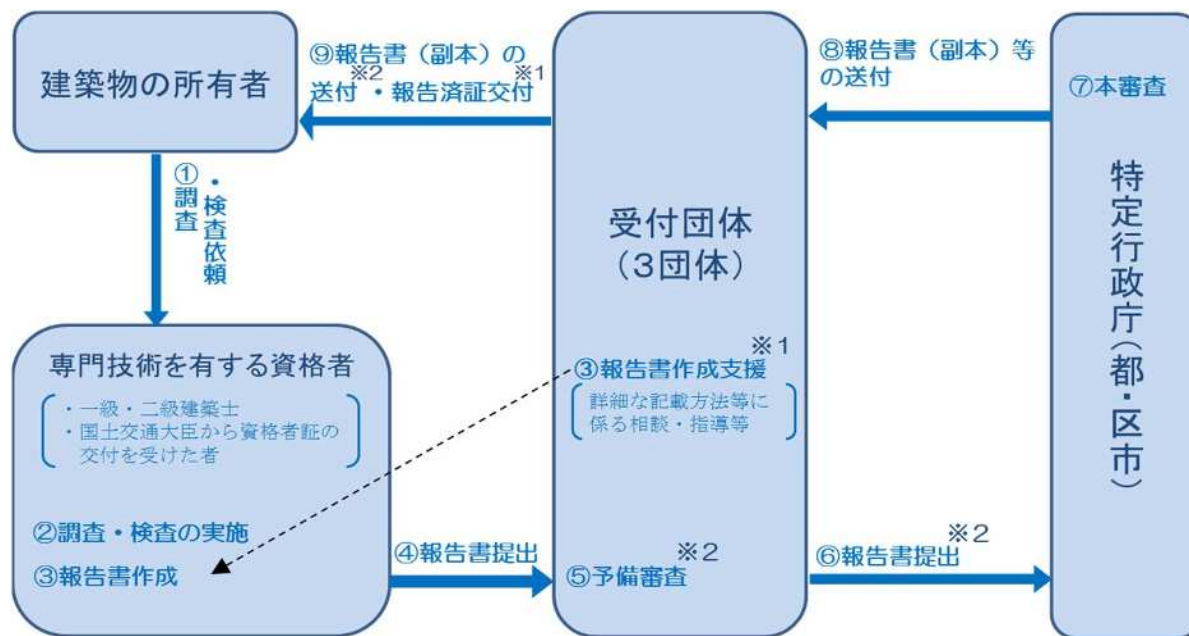 建築物の所有者
①調査
・検査依頼
専門技術を有する資格者
・一級・二級建築士
・国土交通大臣から資格者証の
交付を受けた者
②調査・検査の実施
③報告書作成
④報告書提出
⑨報告書（副本）の
送付※2・報告済証交付※1
受付団体
（3団体）
③報告書作成支援※1
詳細な記載方法等に
係る相談・指導等
⑤予備審査※2
⑥報告書提出※2
⑧報告書（副本）等
の送付
⑦本審査
特定行政庁（都・区市）